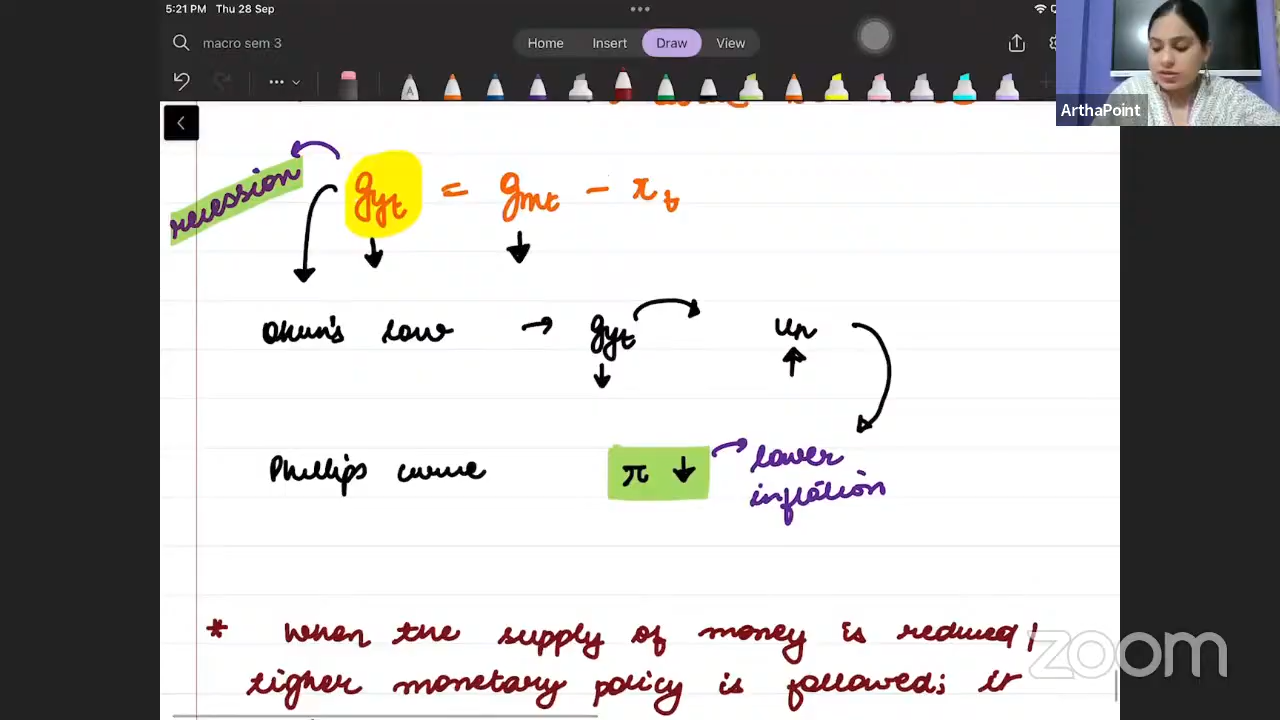 5:21 PM Thu 28 Sep
macro sem 3
Home Insert Draw View
A
ArthaPoint
recession
gyt = gmt - πt
Okun's law → gyt un
Phillips curve π ↓ lower
inflation
* When the supply of money is reduced /
tigher monetary policy is followed; it
zoom